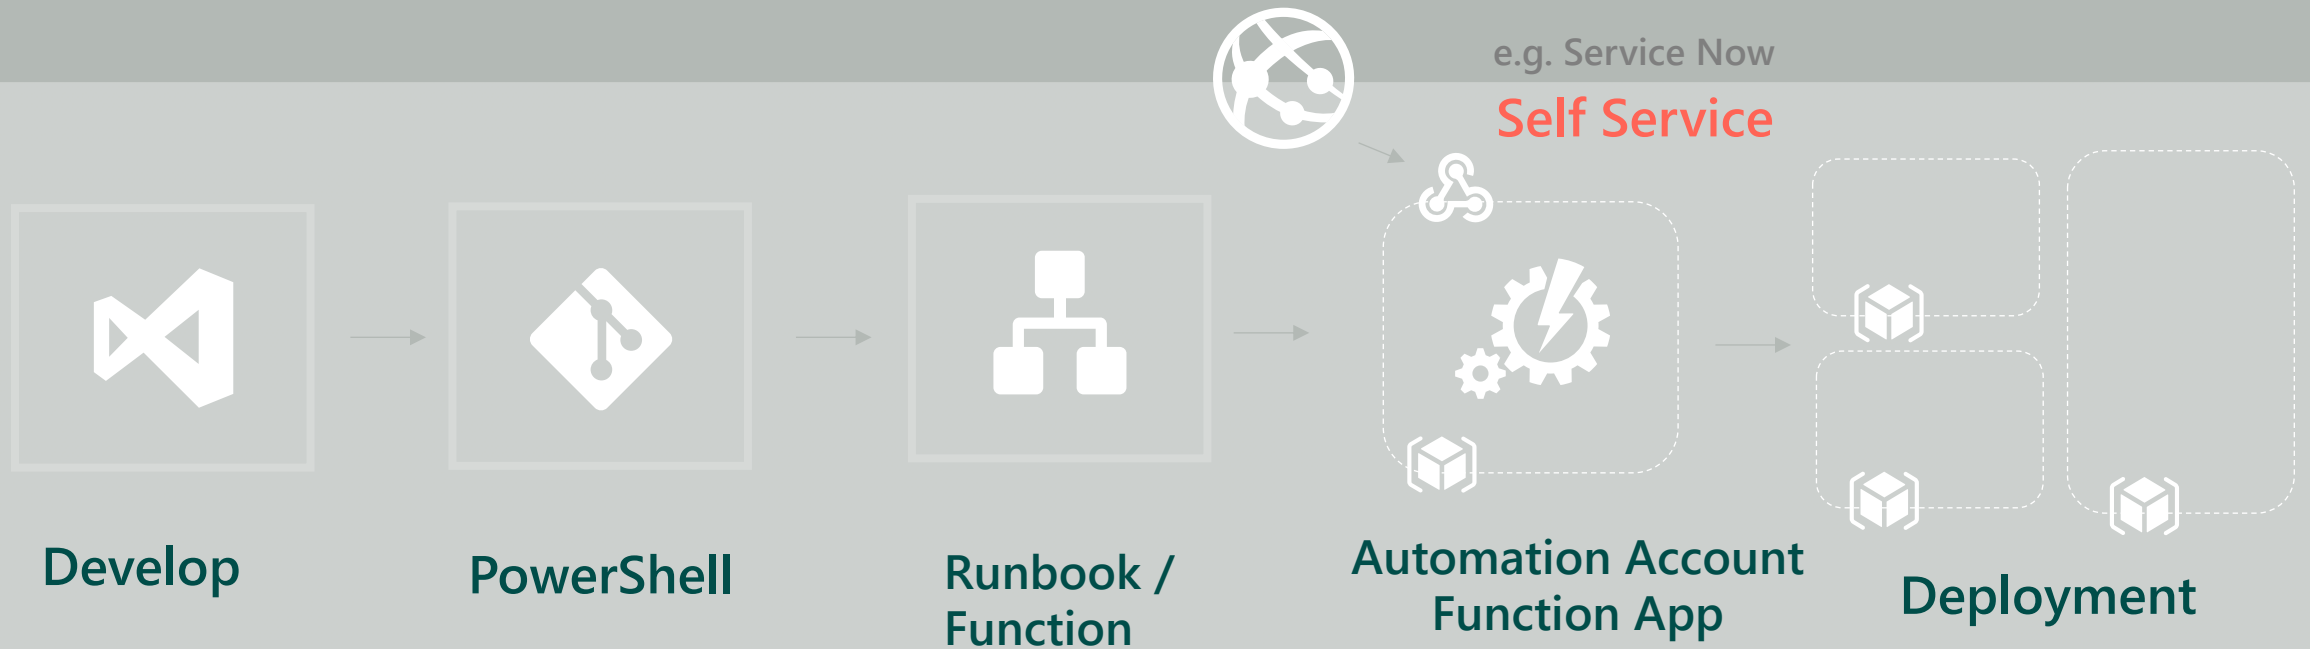 e.g. Service Now
Self Service
Develop
PowerShell
Runbook /
Function
Automation Account
Function App
Deployment